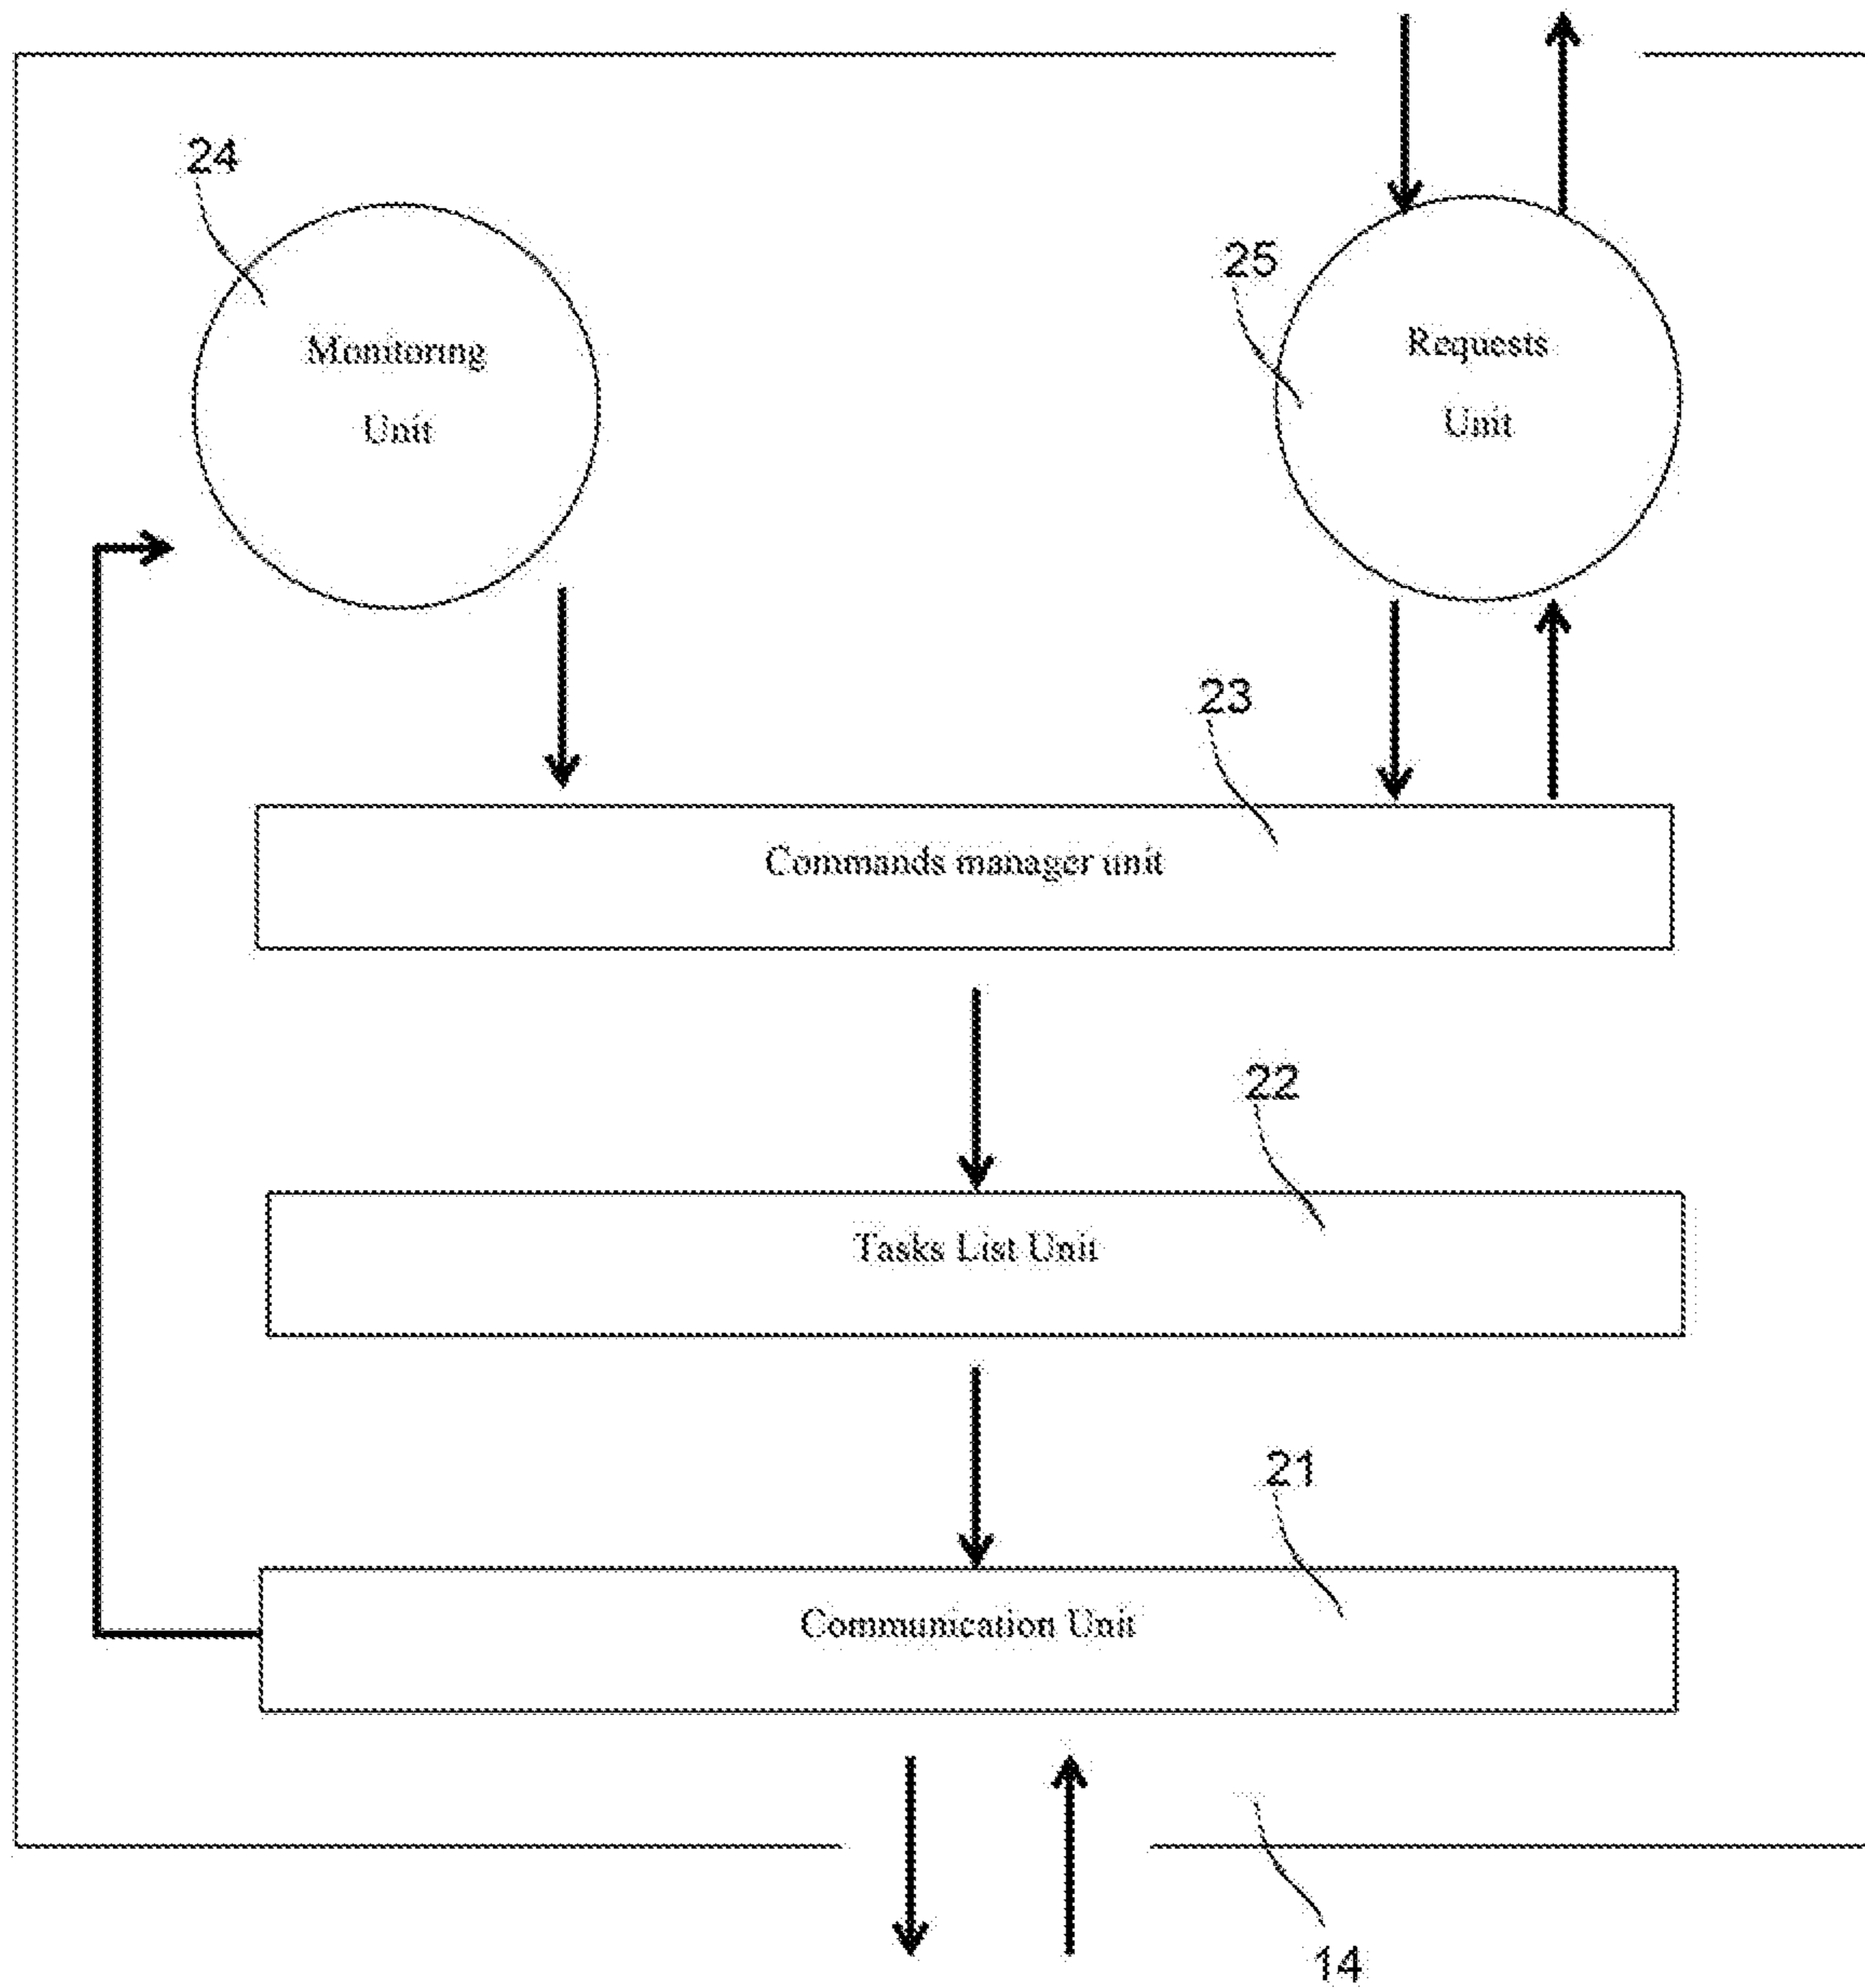 24
25
Monitoring
Unit
Requests
Unit
23
Commands manager unit
22
Tasks List Unit
21
Communication Unit
14